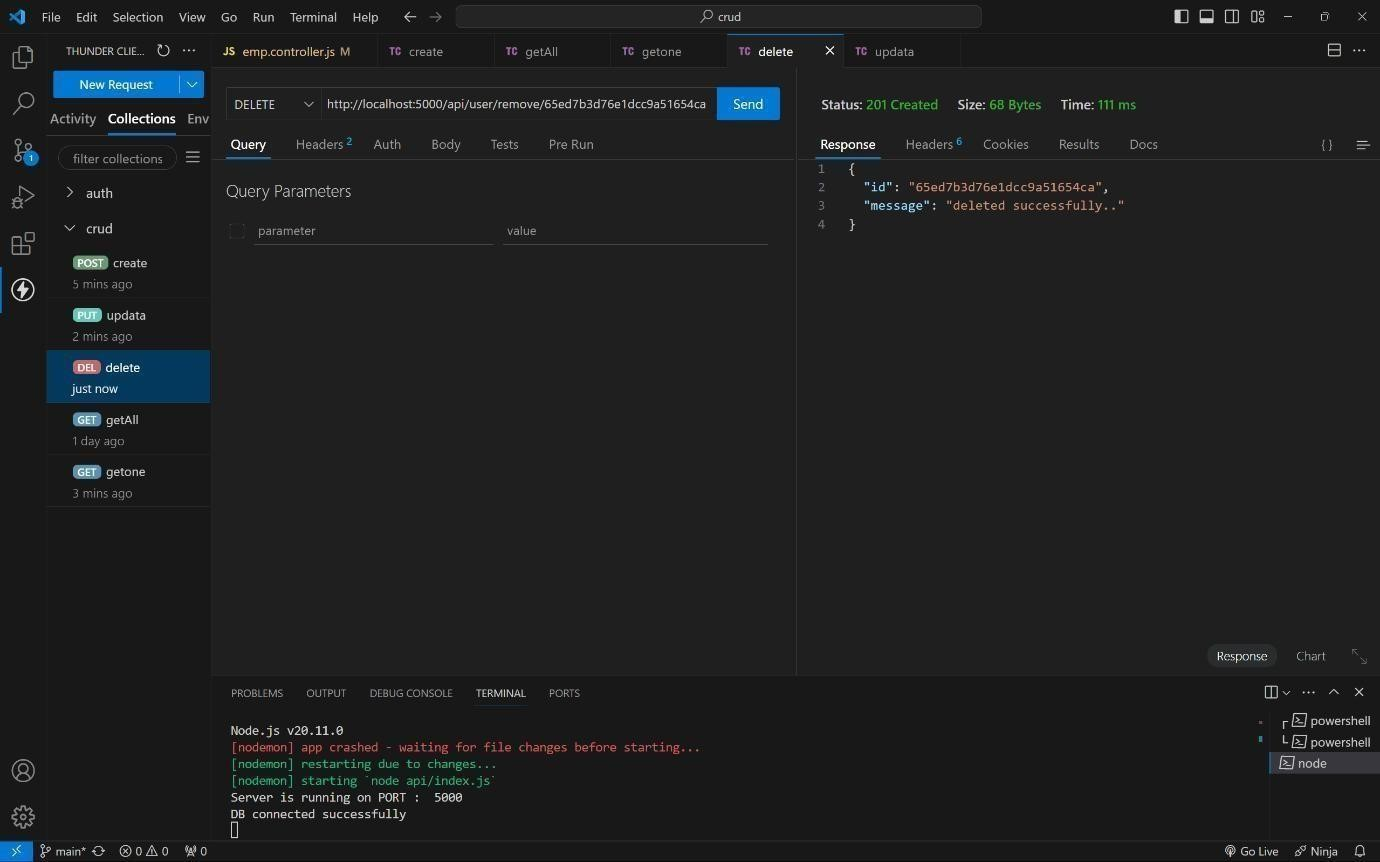 File Edit Selection View Go Run Terminal Help crud
THUNDER CLIE...
New Request
Activity Collections Env
filter collections
auth
crud
POST create
5 mins ago
PUT updata
2 mins ago
DEL delete
just now
GET getAll
1 day ago
GET getone
3 mins ago
1
JS emp.controller.js M
TC create
TC getAll
TC getone
TC delete
TC updata
DELETE http://localhost:5000/api/user/remove/65ed7b3d76e1dcc9a51654ca Send
Query Headers 2 Auth Body Tests Pre Run
Query Parameters
parameter value
Status: 201 Created Size: 68 Bytes Time: 111 ms
Response Headers 6 Cookies Results Docs { }
1 {
2 "id": "65ed7b3d76e1dcc9a51654ca",
3 "message": "deleted successfully.."
4 }
Response Chart
PROBLEMS OUTPUT DEBUG CONSOLE TERMINAL PORTS
Node.js v20.11.0
[nodemon] app crashed - waiting for file changes before starting...
[nodemon] restarting due to changes...
[nodemon] starting `node api/index.js`
Server is running on PORT : 5000
DB connected successfully
powershell
powershell
node
main* 0 0 0 Go Live Ninja